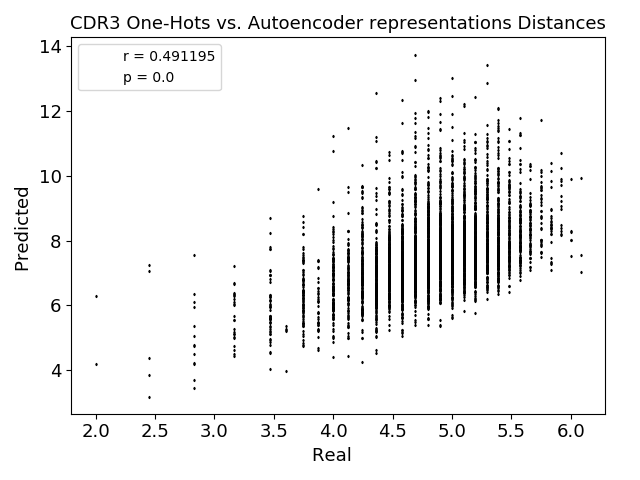 CDR3 One-Hots vs. Autoencoder representations Distances
r = 0.491195
p = 0.0
14
12
10
8
6
4
Predicted
2.0 2.5 3.0 3.5 4.0 4.5 5.0 5.5 6.0
Real